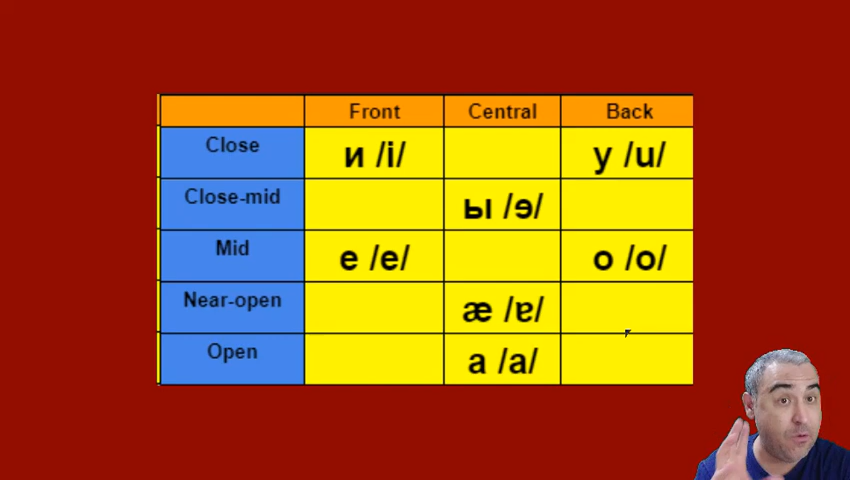 Front Central Back
Close и /i/ у /u/
Close-mid ы /ɘ/
Mid е /e/ о /o/
Near-open æ /ɐ/
Open а /a/